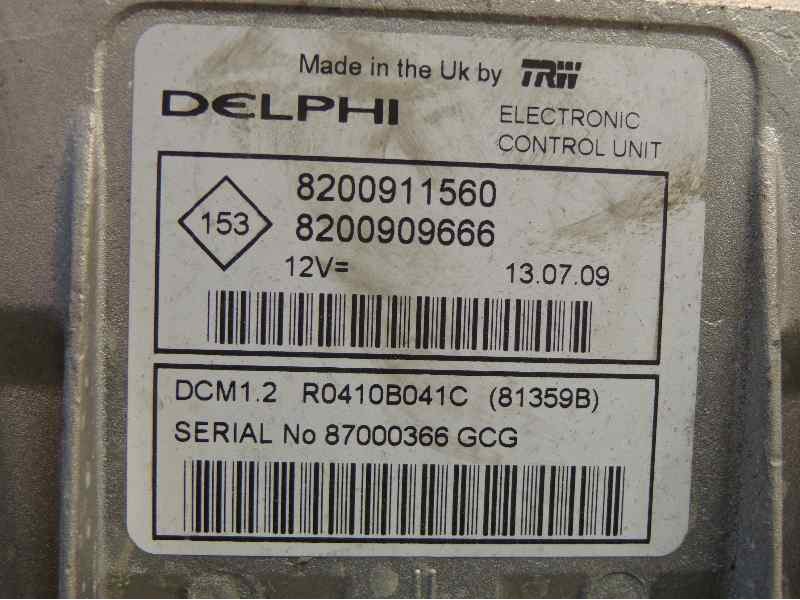 Made in the Uk by TRW
DELPHI
ELECTRONIC
CONTROL UNIT
153
8200911560
8200909666
12V=
13.07.09
DCM1.2 R0410B041C (81359B)
SERIAL No 87000366 GCG